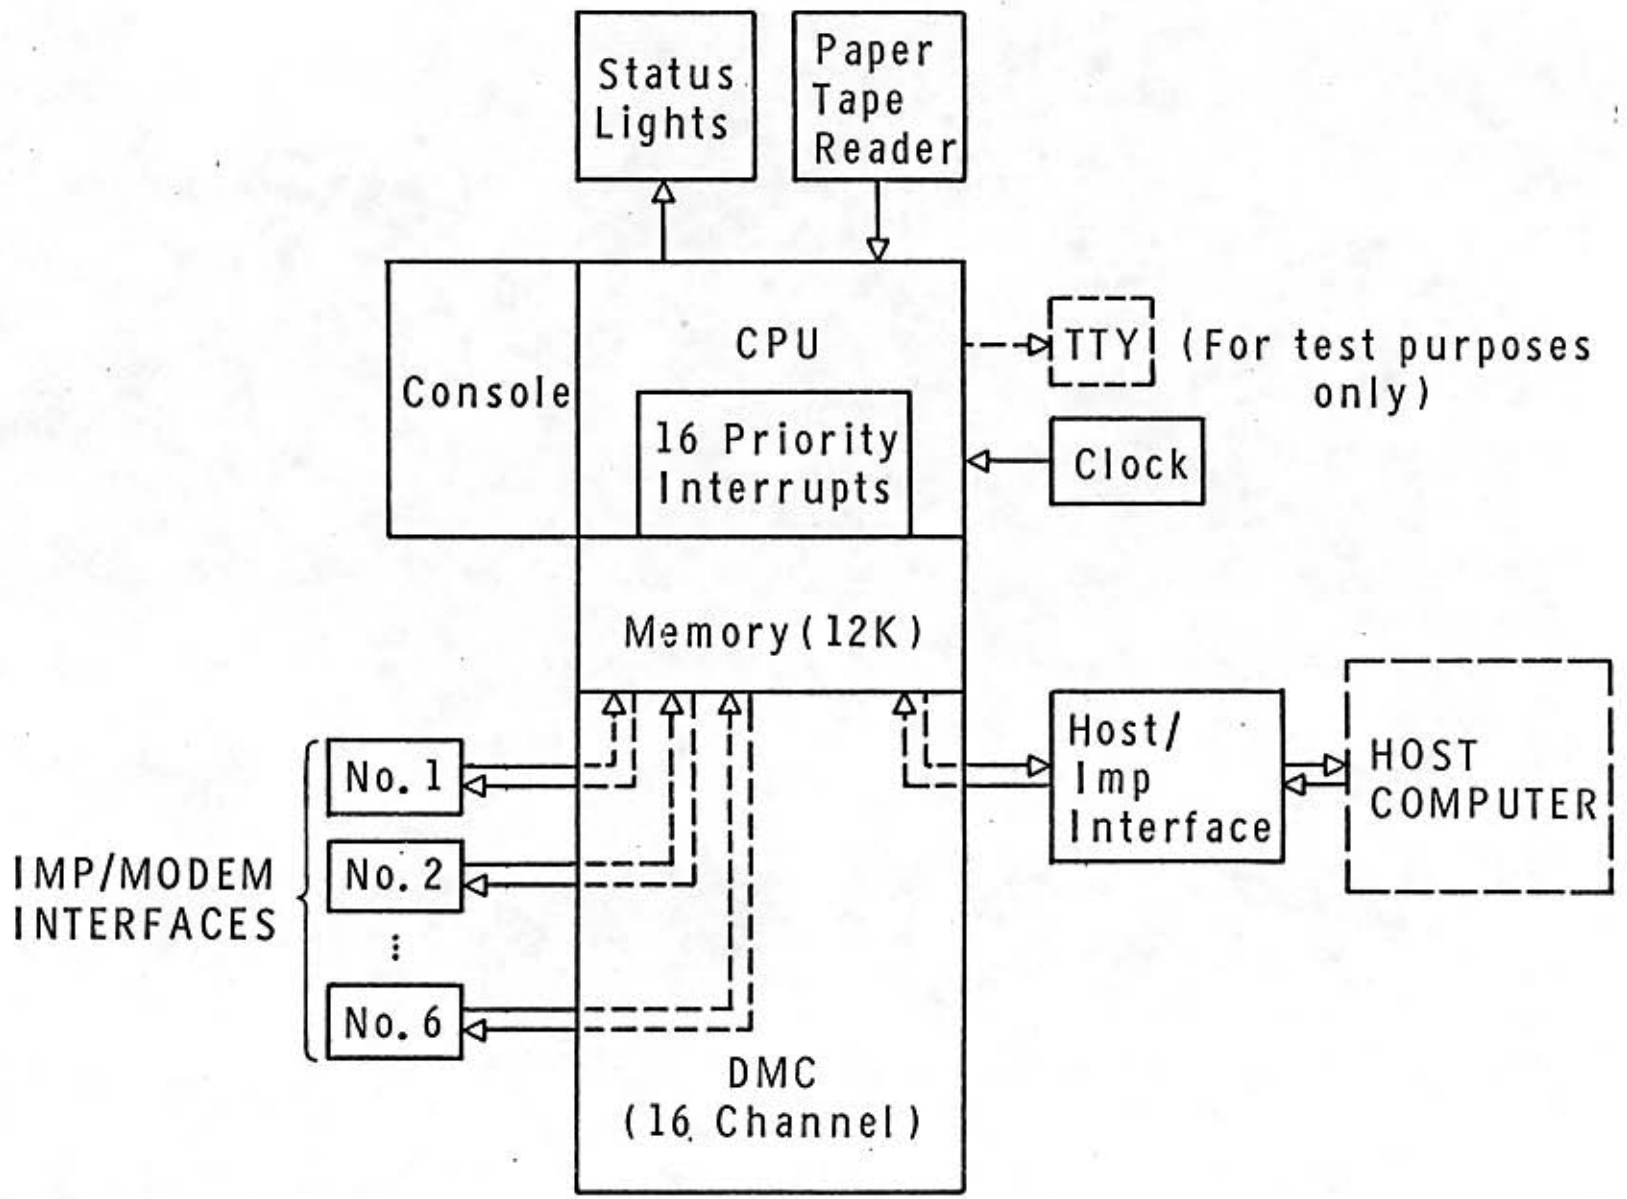 Status
Lights
Paper
Tape
Reader
Console
CPU
16 Priority
Interrupts
TTY
(For test purposes
only)
Clock
Memory (12K)
IMP/MODEM
INTERFACES
No. 1
No. 2
⋮
No. 6
Host/
Imp
Interface
HOST
COMPUTER
DMC
(16 Channel)